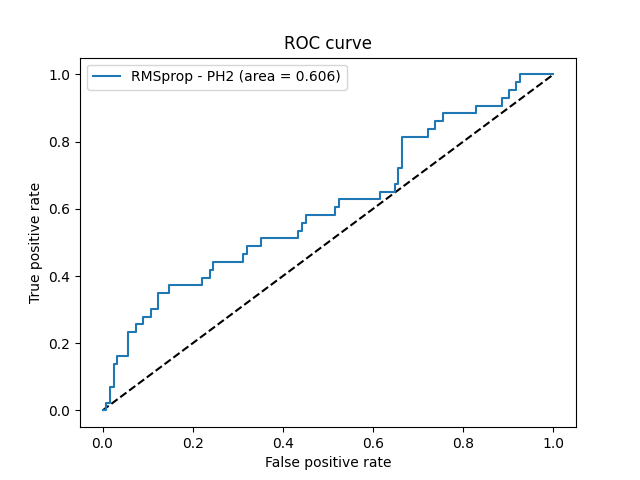 ROC curve
RMSprop - PH2 (area = 0.606)
1.0
0.8
0.6
0.4
0.2
0.0
True positive rate
0.0 0.2 0.4 0.6 0.8 1.0
False positive rate